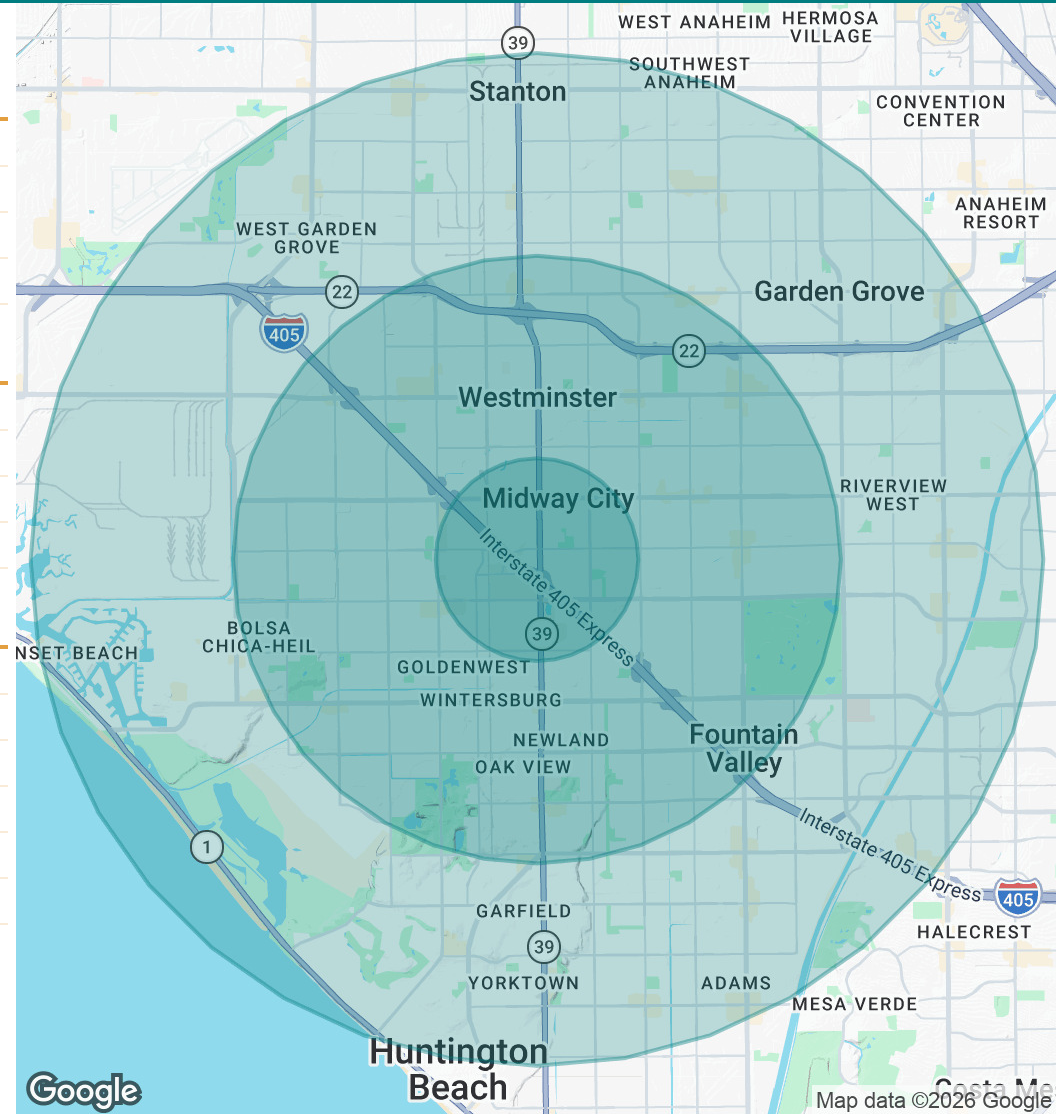 WEST ANAHEIM
HERMOSA
VILLAGE
39
SOUTHWEST
ANAHEIM
Stanton
CONVENTION
CENTER
ANAHEIM
RESORT
WEST GARDEN
GROVE
22
Garden Grove
405
22
Westminster
RIVERVIEW
WEST
Midway City
Interstate 405 Express
39
BOLSA
CHICA-HEIL
NSET BEACH
GOLDENWEST
WINTERSBURG
NEWLAND
OAK VIEW
Fountain
Valley
1
Interstate 405 Express
405
GARFIELD
HALECREST
39
YORKTOWN
ADAMS
MESA VERDE
Huntington
Beach
Costa Me
Google
Map data ©2026 Google